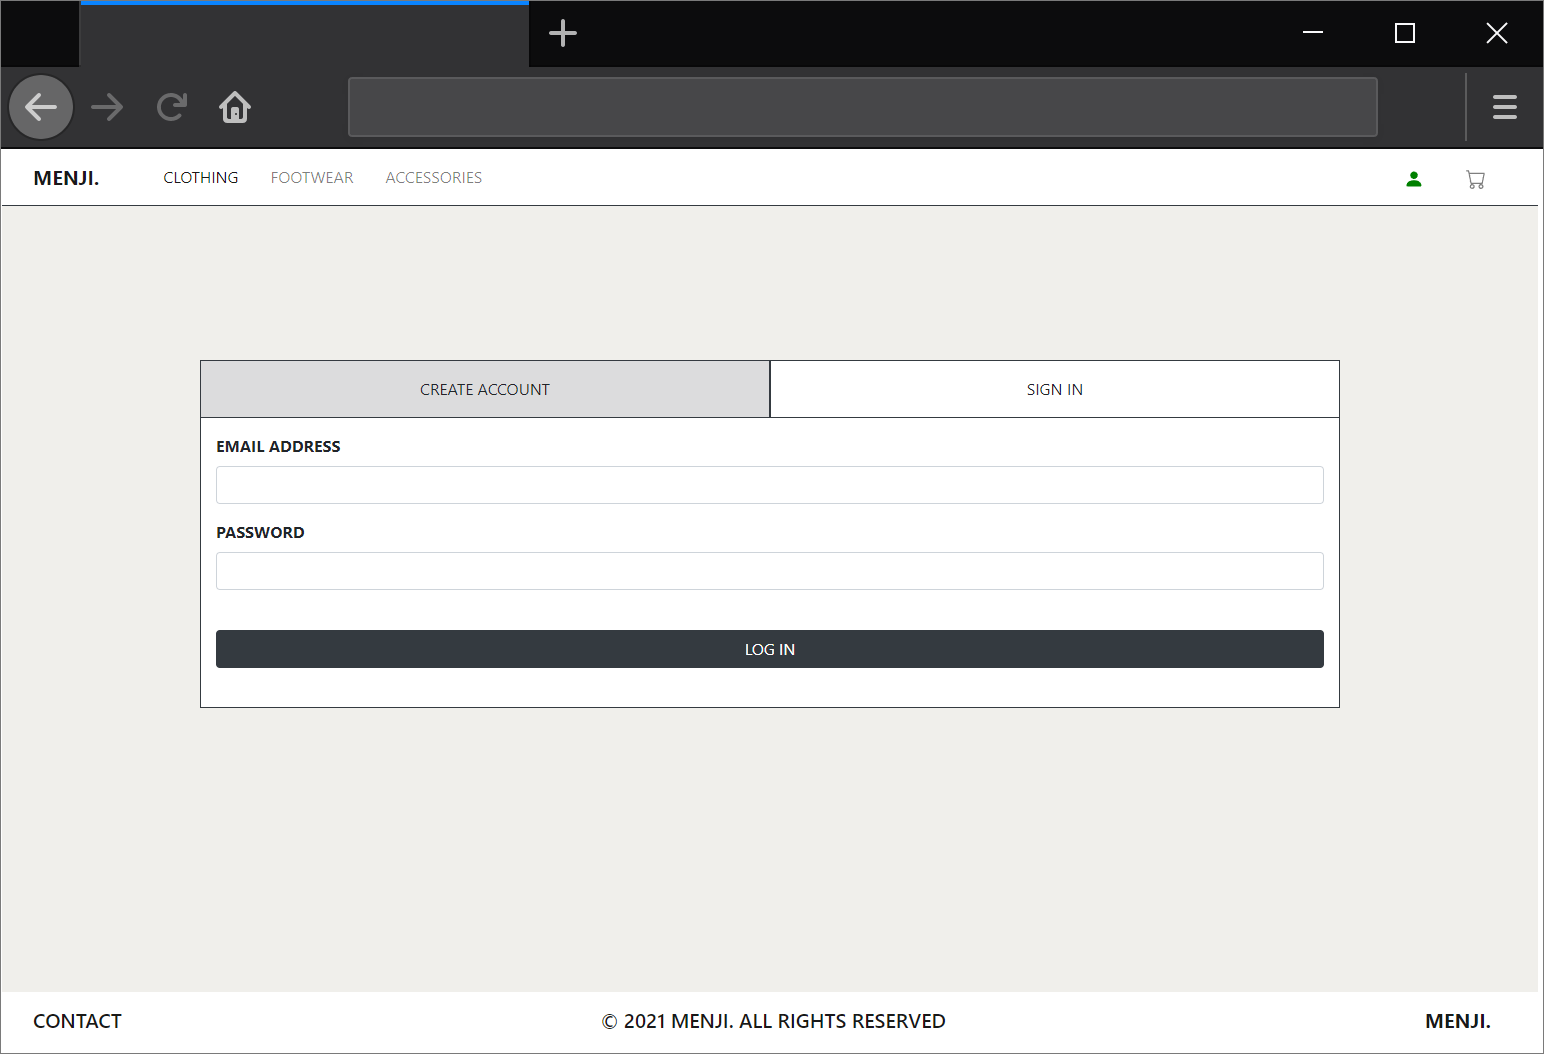 MENJI. CLOTHING FOOTWEAR ACCESSORIES
CREATE ACCOUNT SIGN IN
EMAIL ADDRESS
PASSWORD
LOG IN
CONTACT © 2021 MENJI. ALL RIGHTS RESERVED MENJI.